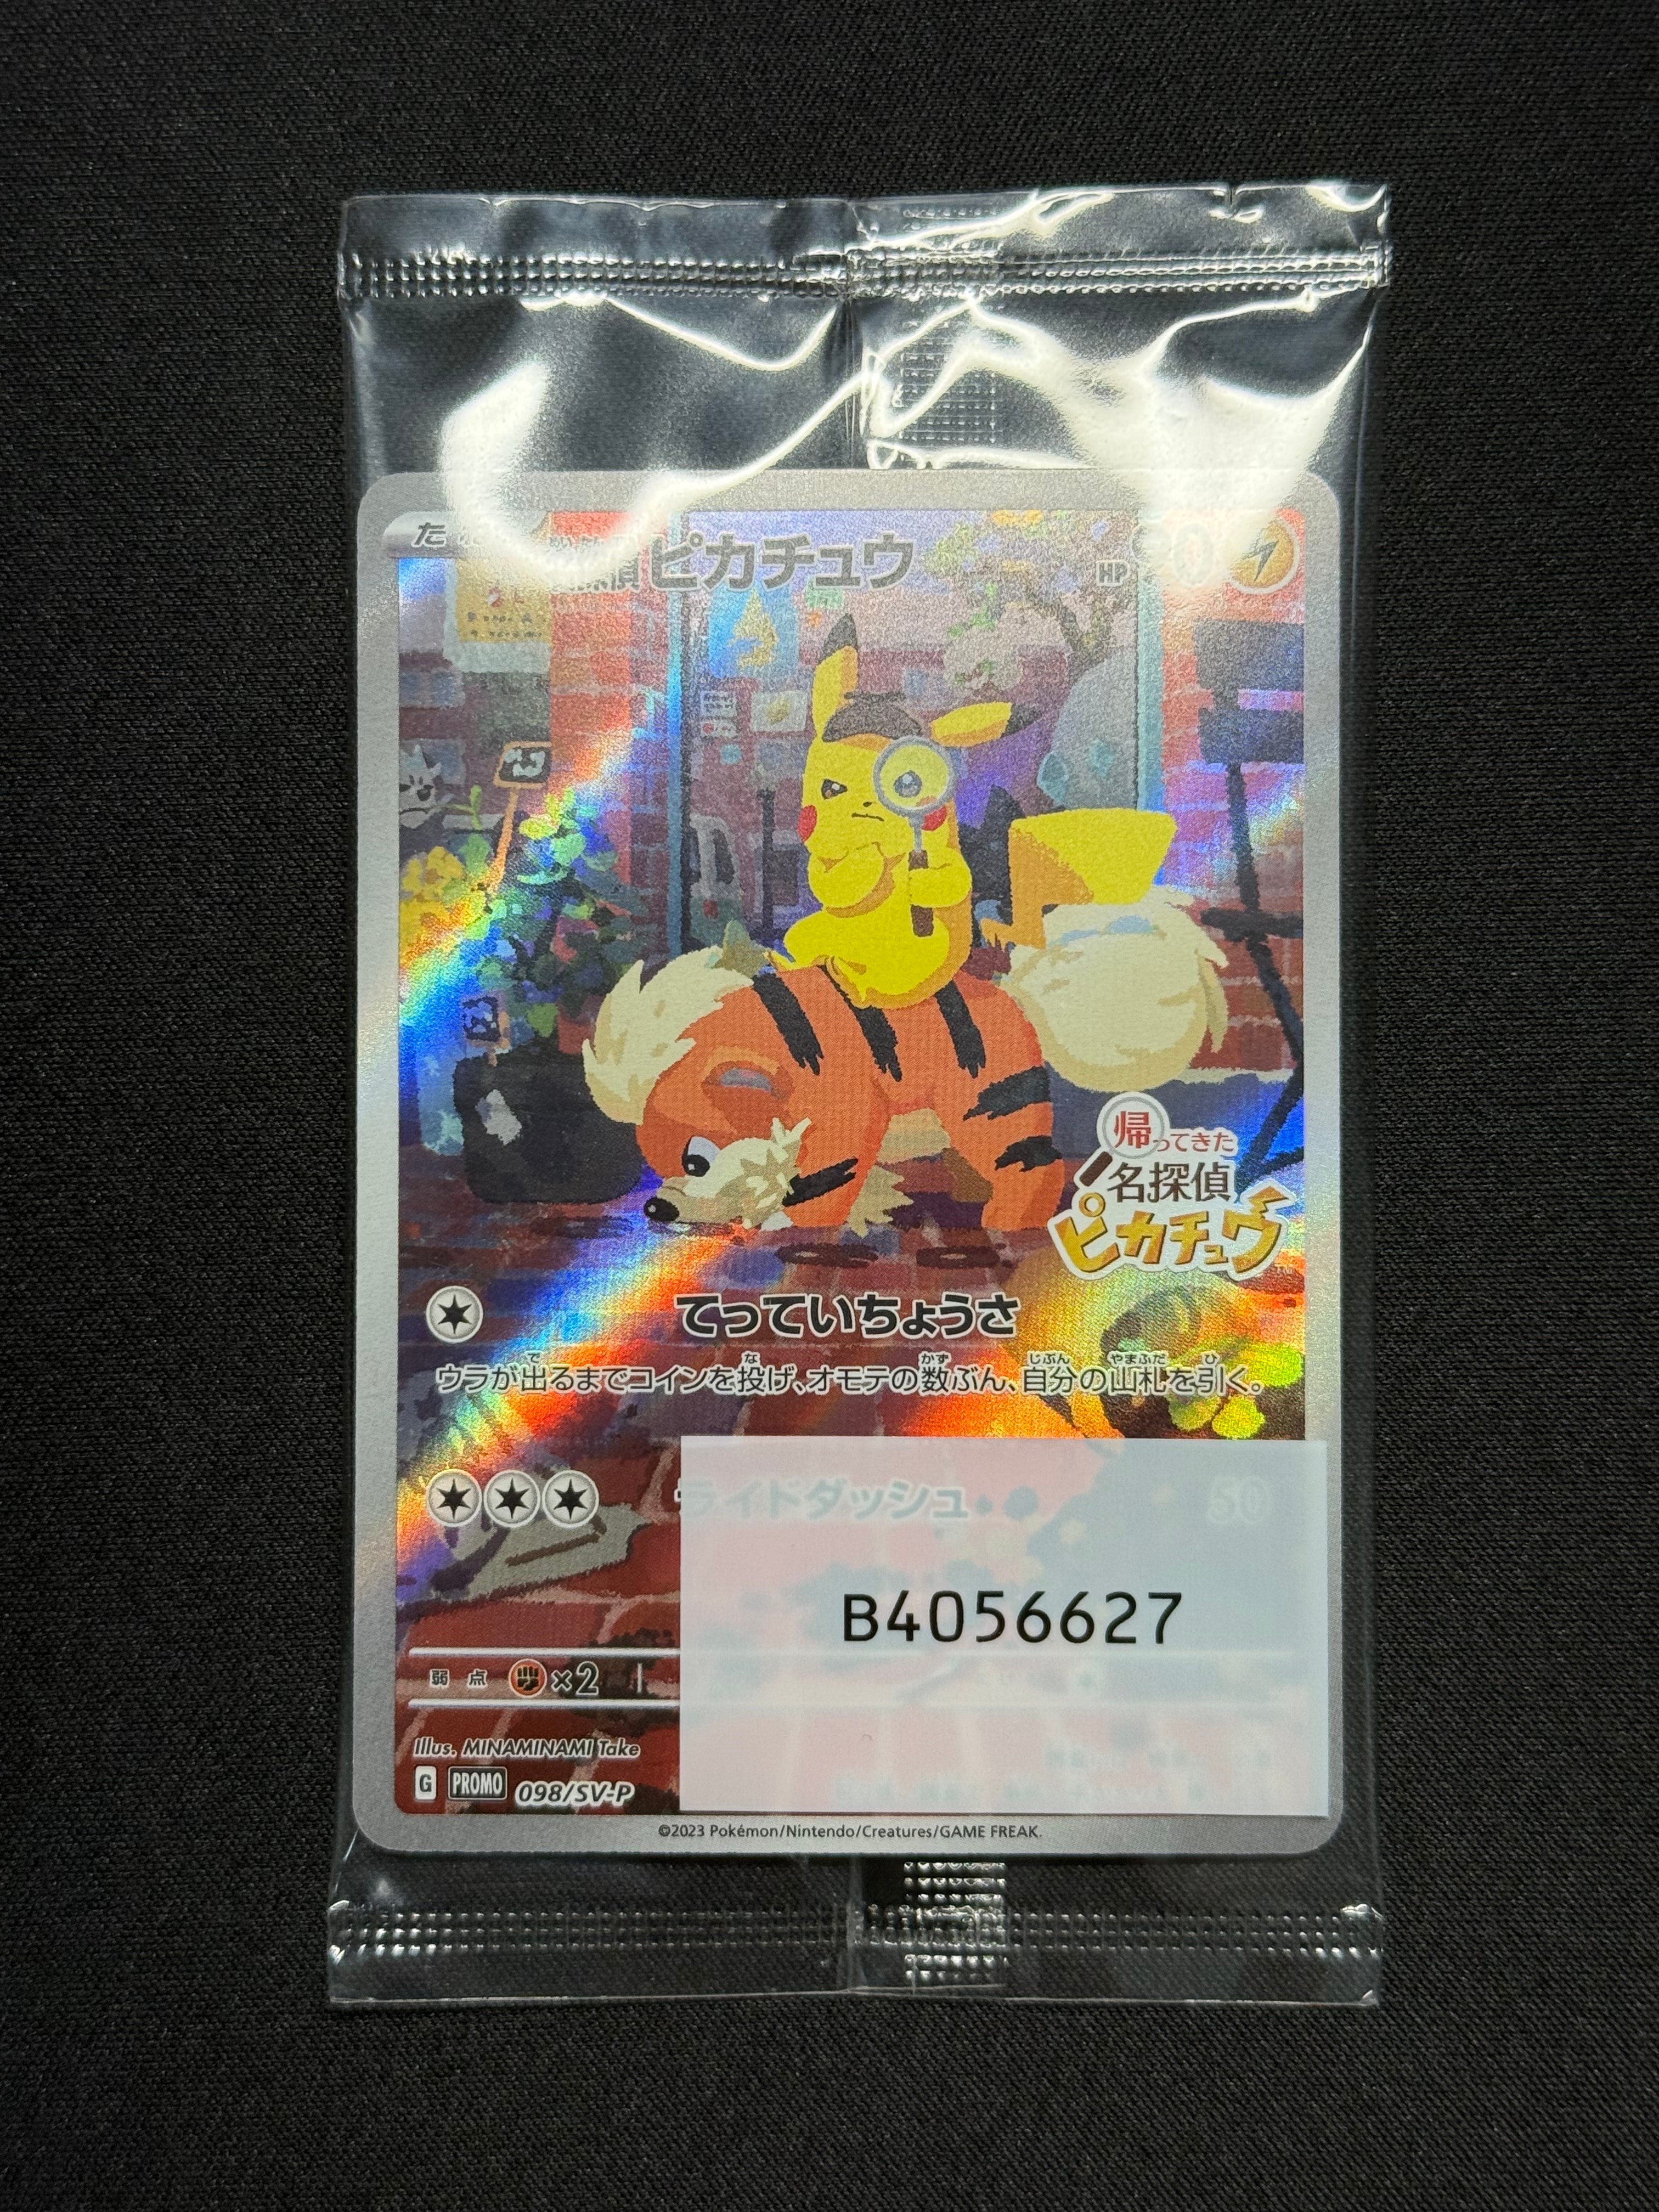 ピカチュウ
HP
帰ってきた
名探偵
ピカチュウ
てっていちょうさ
ウラが出るまでコインを投げ、オモテの数ぶん、自分の山札を引く。
ライドダッシュ 50
B4056627
弱点 ×2
Illus. MINAMINAMI Take
G PROMO 098/SV-P
©2023 Pokémon/Nintendo/Creatures/GAME FREAK.